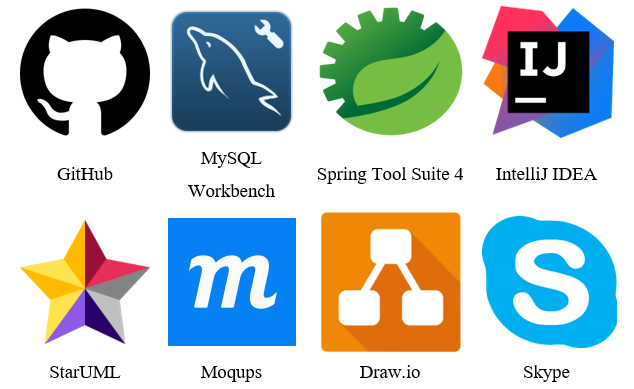 IJ
GitHub
MySQL
Workbench
Spring Tool Suite 4
IntelliJ IDEA
m
S
StarUML
Moqups
Draw.io
Skype